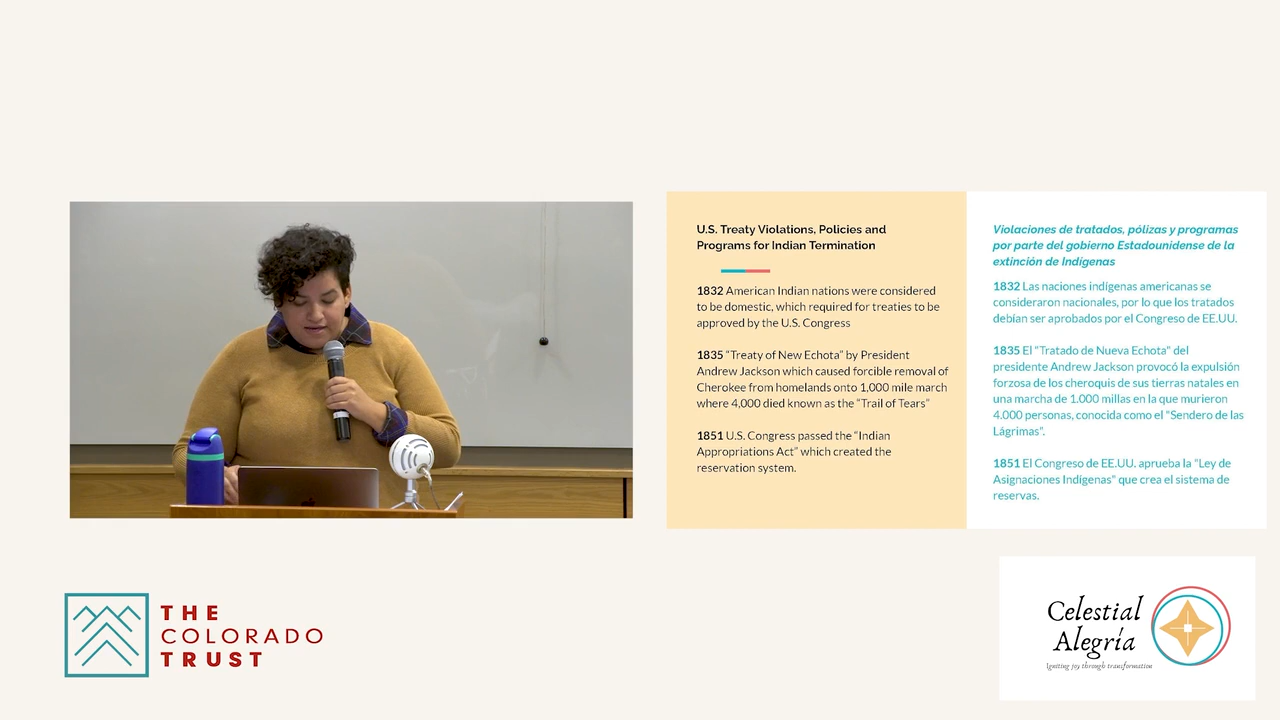 U.S. Treaty Violations, Policies and
Programs for Indian Termination
1832 American Indian nations were considered
to be domestic, which required for treaties to be
approved by the U.S. Congress
1835 “Treaty of New Echota” by President
Andrew Jackson which caused forcible removal of
Cherokee from homelands onto 1,000 mile march
where 4,000 died known as the “Trail of Tears”
1851 U.S. Congress passed the “Indian
Appropriations Act” which created the
reservation system.
Violaciones de tratados, pólizas y programas
por parte del gobierno Estadounidense de la
extinción de Indígenas
1832 Las naciones indígenas americanas se
consideraron nacionales, por lo que los tratados
debían ser aprobados por el Congreso de EE.UU.
1835 El "Tratado de Nueva Echota" del
presidente Andrew Jackson provocó la expulsión
forzosa de los cheroquis de sus tierras natales en
una marcha de 1.000 millas en la que murieron
4.000 personas, conocida como el "Sendero de las
Lágrimas".
1851 El Congreso de EE.UU. aprueba la "Ley de
Asignaciones Indígenas" que crea el sistema de
reservas.
THE
COLORADO
TRUST
Celestial
Alegría
Igniting joy through transformation